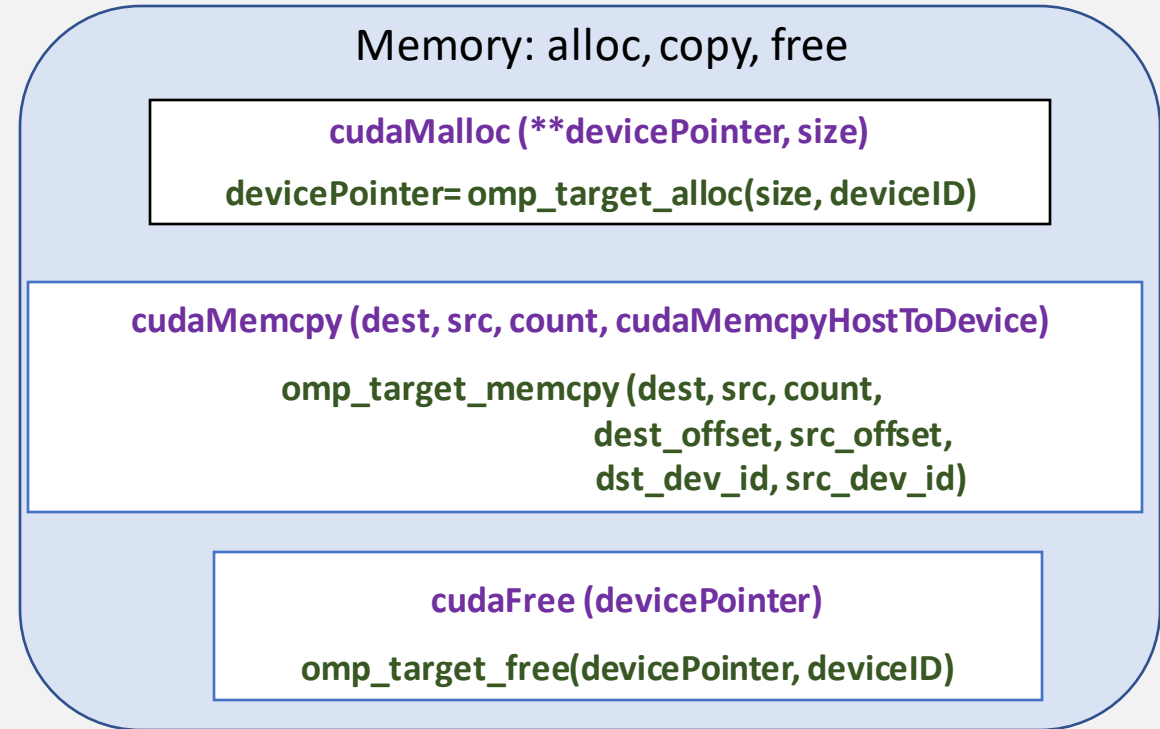 Memory: alloc, copy, free
cudaMalloc (**devicePointer, size)
devicePointer= omp_target_alloc(size, deviceID)
cudaMemcpy (dest, src, count, cudaMemcpyHostToDevice)
omp_target_memcpy (dest, src, count,
dest_offset, src_offset,
dst_dev_id, src_dev_id)
cudaFree (devicePointer)
omp_target_free(devicePointer, deviceID)